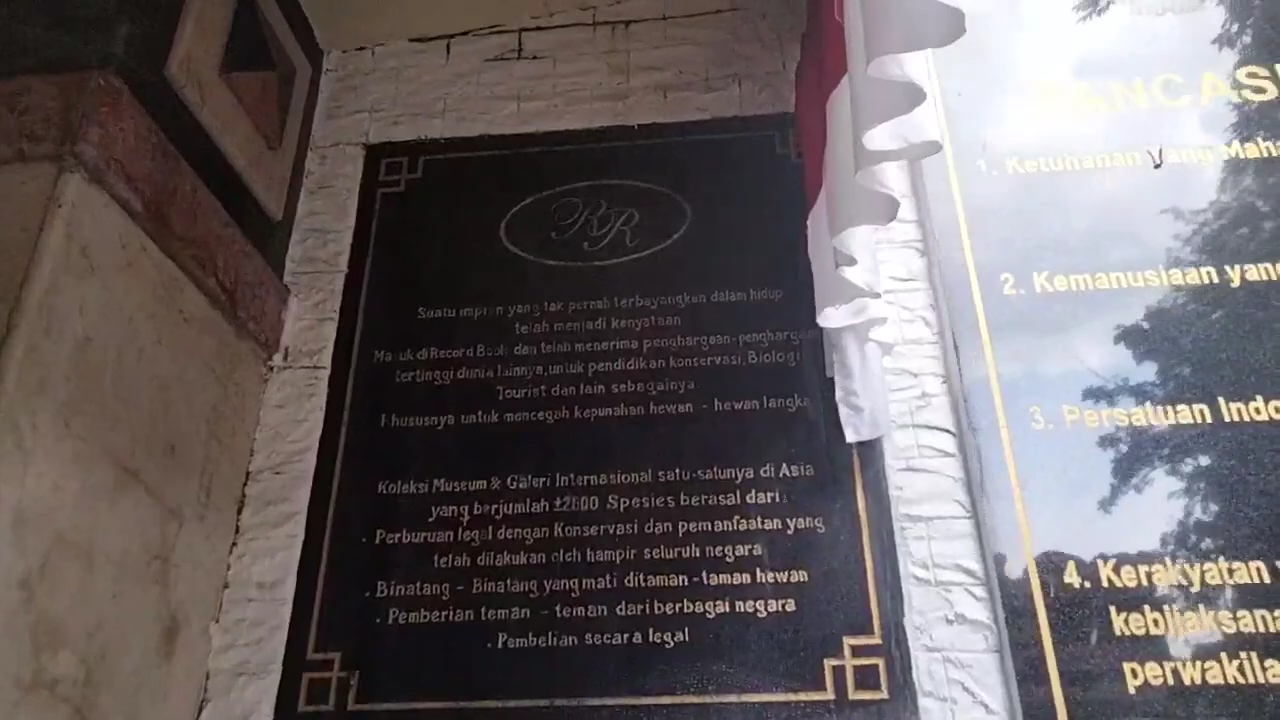 RR
Suatu impian yang tak pernah terbayangkan dalam hidup
telah menjadi kenyataan
Masuk di Record Book dan telah menerima penghargaan-penghargaan
tertinggi dunia lainnya, untuk pendidikan konservasi, Biologi
Tourist dan lain sebagainya.
Khususnya untuk mencegah kepunahan hewan - hewan langka
Koleksi Museum & Galeri Internasional satu-satunya di Asia
yang berjumlah ±2600 Spesies berasal dari:
. Perburuan legal dengan Konservasi dan pemanfaatan yang
telah dilakukan oleh hampir seluruh negara
. Binatang - Binatang yang mati ditaman-taman hewan
. Pemberian teman - teman dari berbagai negara
. Pembelian secara legal
PANCAS
1. Ketuhanan Yang Maha
2. Kemanusiaan yang
3. Persatuan Indo
4. Kerakyatan
kebijaksana
perwakila